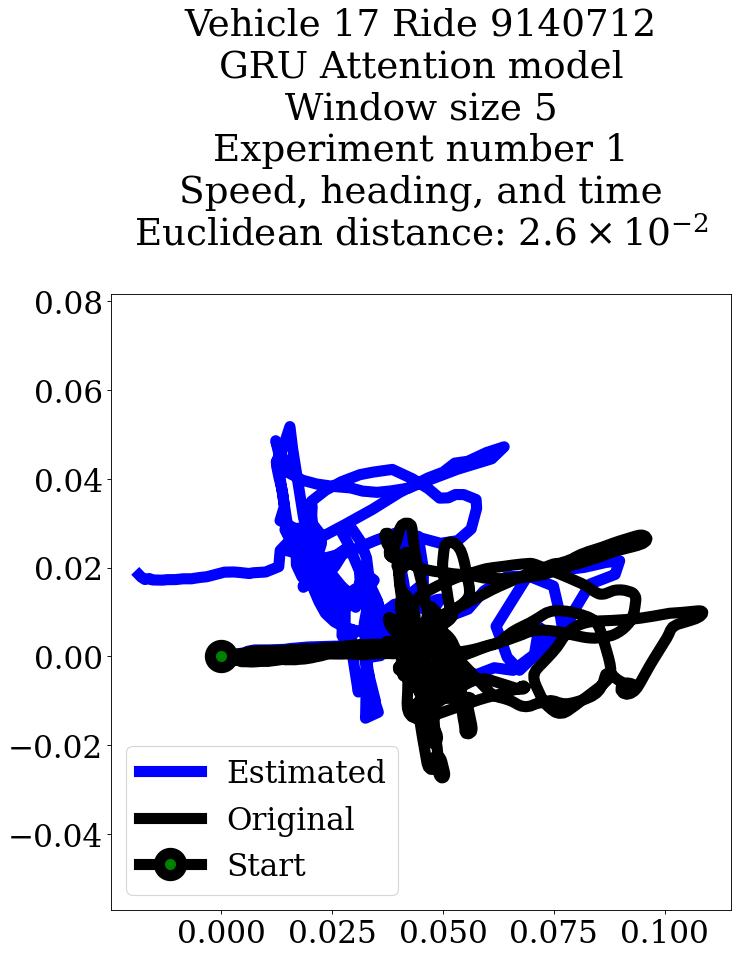 Vehicle 17 Ride 9140712
GRU Attention model
Window size 5
Experiment number 1
Speed, heading, and time
Euclidean distance: 2.6 × 10⁻²
0.08
0.06
0.04
0.02
0.00
−0.02
−0.04
Estimated
Original
Start
0.000 0.025 0.050 0.075 0.100